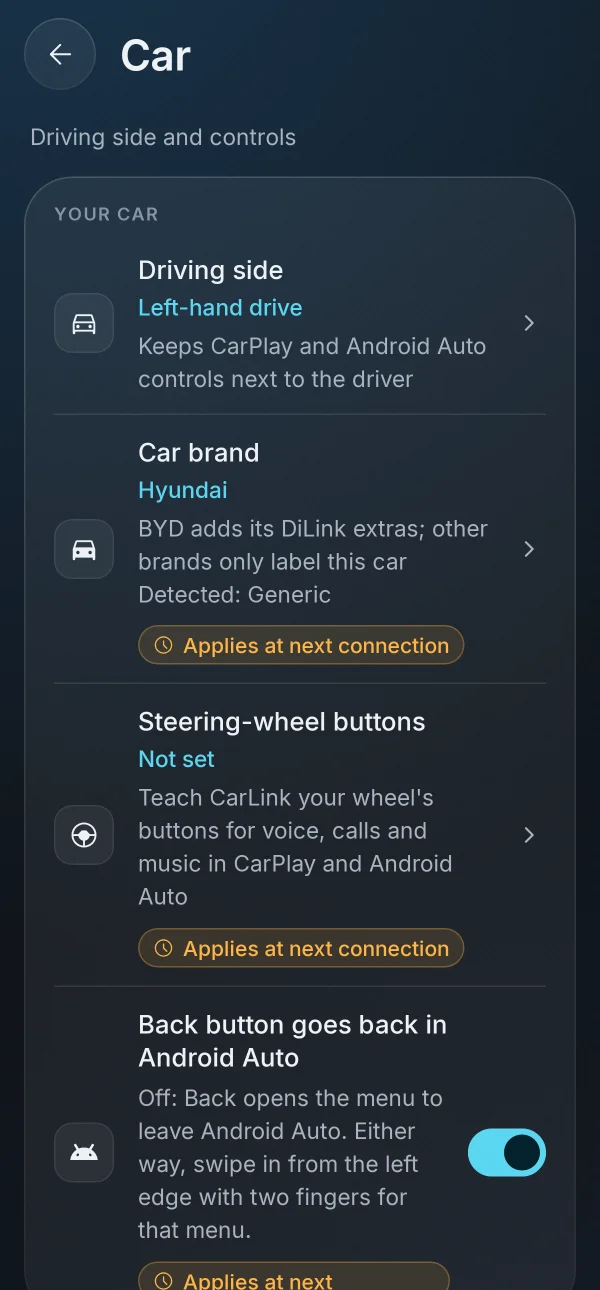 Car
Driving side and controls
YOUR CAR
Driving side
Left-hand drive
Keeps CarPlay and Android Auto
controls next to the driver
Car brand
Hyundai
BYD adds its DiLink extras; other
brands only label this car
Detected: Generic
Applies at next connection
Steering-wheel buttons
Not set
Teach CarLink your wheel's
buttons for voice, calls and
music in CarPlay and Android
Auto
Applies at next connection
Back button goes back in
Android Auto
Off: Back opens the menu to
leave Android Auto. Either
way, swipe in from the left
edge with two fingers for
that menu.
Applies at next